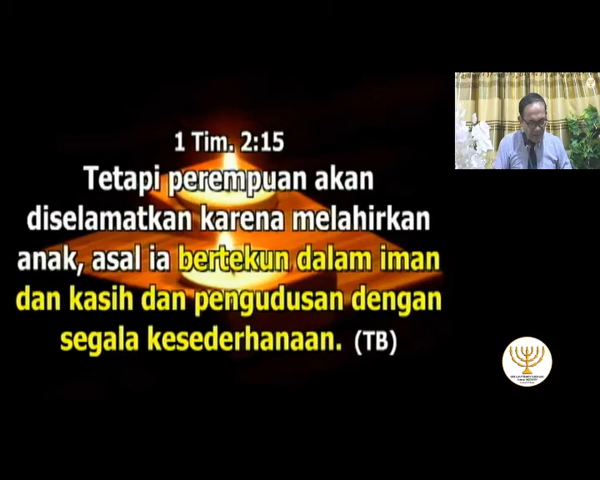 1 Tim. 2:15
Tetapi perempuan akan
diselamatkan karena melahirkan
anak, asal ia bertekun dalam iman
dan kasih dan pengudusan dengan
segala kesederhanaan. (TB)